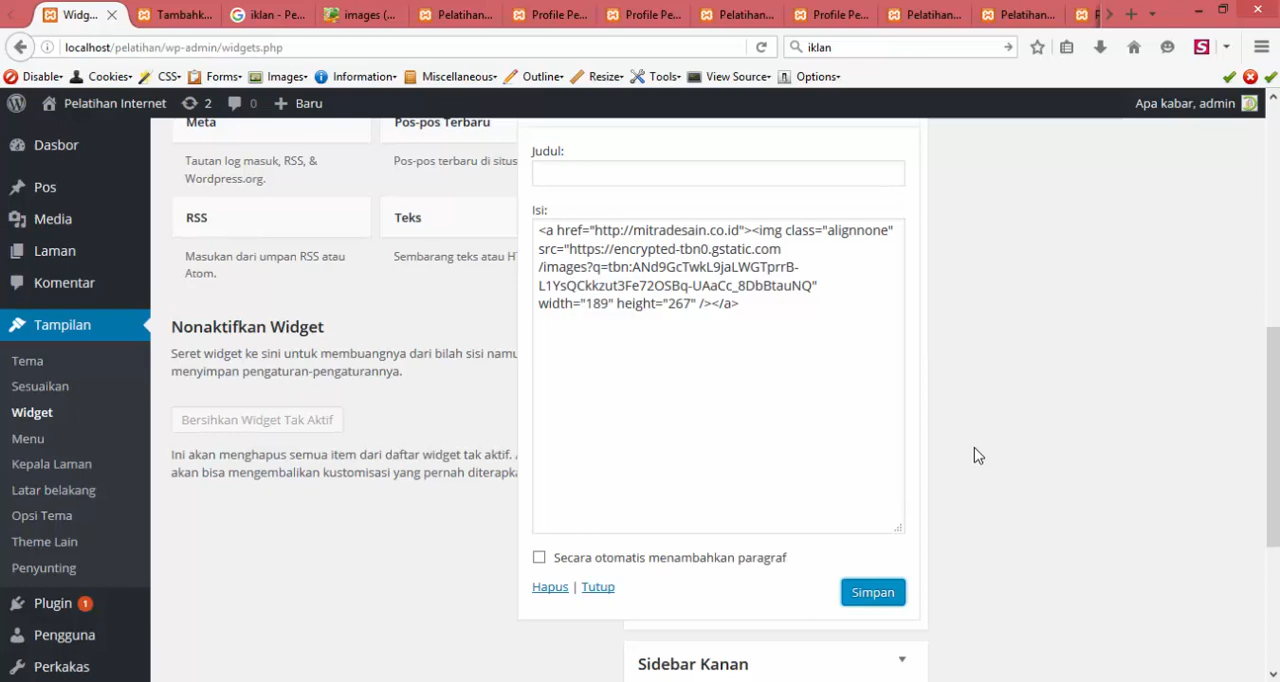 Widg...
Tambahk...
iklan - Pe...
images (...
Pelatihan...
Profile Pe...
Profile Pe...
Pelatihan...
Profile Pe...
Pelatihan...
Pelatihan...
localhost/pelatihan/wp-admin/widgets.php
iklan
Disable
Cookies
CSS
Forms
Images
Information
Miscellaneous
Outline
Resize
Tools
View Source
Options
Pelatihan Internet
2
0
Baru
Apa kabar, admin
Dasbor
Pos
Media
Laman
Komentar
Tampilan
Tema
Sesuaikan
Widget
Menu
Kepala Laman
Latar belakang
Opsi Tema
Theme Lain
Penyunting
Plugin 1
Pengguna
Perkakas
Meta
Pos-pos Terbaru
Tautan log masuk, RSS, &
Wordpress.org.
Pos-pos terbaru di situs
RSS
Teks
Masukan dari umpan RSS atau
Atom.
Sembarang teks atau HT
Nonaktifkan Widget
Seret widget ke sini untuk membuangnya dari bilah sisi namu
menyimpan pengaturan-pengaturannya.
Bersihkan Widget Tak Aktif
Ini akan menghapus semua item dari daftar widget tak aktif.
akan bisa mengembalikan kustomisasi yang pernah diterapk
Judul:
Isi:
<a href="http://mitradesain.co.id"><img class="alignnone"
src="https://encrypted-tbn0.gstatic.com
/images?q=tbn:ANd9GcTwkL9jaLWGTprrB-
L1YsQCkkzut3Fe72OSBq-UAaCc_8DbBtauNQ"
width="189" height="267" /></a>
Secara otomatis menambahkan paragraf
Hapus | Tutup
Simpan
Sidebar Kanan